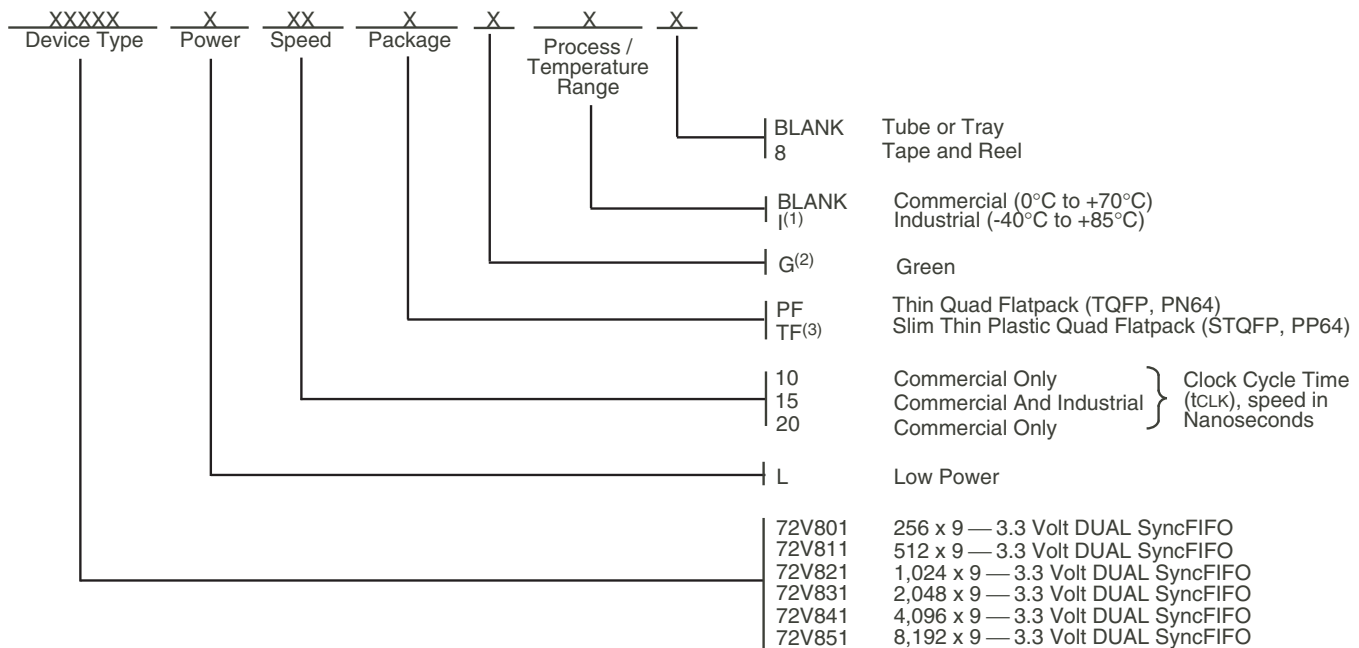 XXXXX X XX X X X X
Device Type Power Speed Package Process /
Temperature
Range
BLANK Tube or Tray
8 Tape and Reel
BLANK Commercial (0°C to +70°C)
I(1) Industrial (-40°C to +85°C)
G(2) Green
PF Thin Quad Flatpack (TQFP, PN64)
TF(3) Slim Thin Plastic Quad Flatpack (STQFP, PP64)
10 Commercial Only Clock Cycle Time
15 Commercial And Industrial (tCLK), speed in
20 Commercial Only Nanoseconds
L Low Power
72V801 256 x 9 — 3.3 Volt DUAL SyncFIFO
72V811 512 x 9 — 3.3 Volt DUAL SyncFIFO
72V821 1,024 x 9 — 3.3 Volt DUAL SyncFIFO
72V831 2,048 x 9 — 3.3 Volt DUAL SyncFIFO
72V841 4,096 x 9 — 3.3 Volt DUAL SyncFIFO
72V851 8,192 x 9 — 3.3 Volt DUAL SyncFIFO